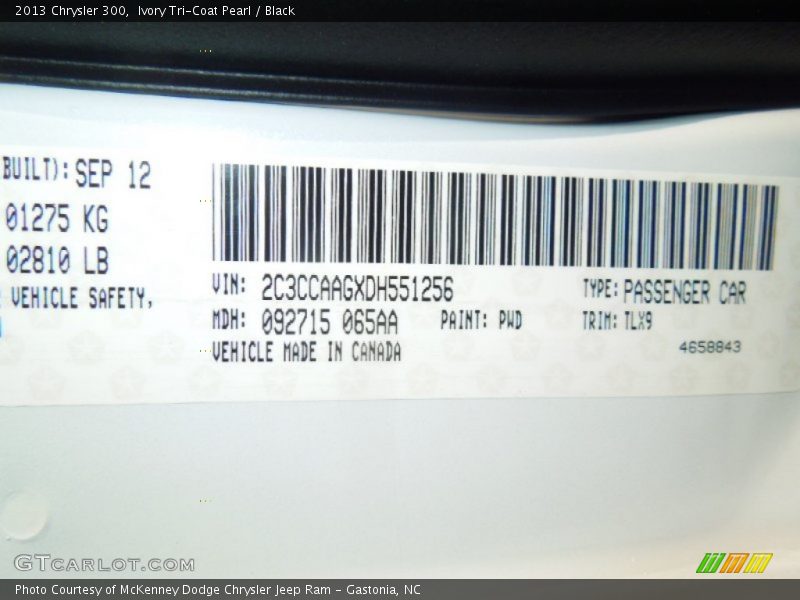 2013 Chrysler 300, Ivory Tri-Coat Pearl / Black
BUILT): SEP 12
01275 KG
02810 LB
VEHICLE SAFETY,
VIN: 2C3CCAAGXDH551256
TYPE: PASSENGER CAR
MDH: 092715 065AA
PAINT: PWD
TRIM: TLX9
VEHICLE MADE IN CANADA
4658843
GTCARLOT.COM
Photo Courtesy of McKenney Dodge Chrysler Jeep Ram - Gastonia, NC